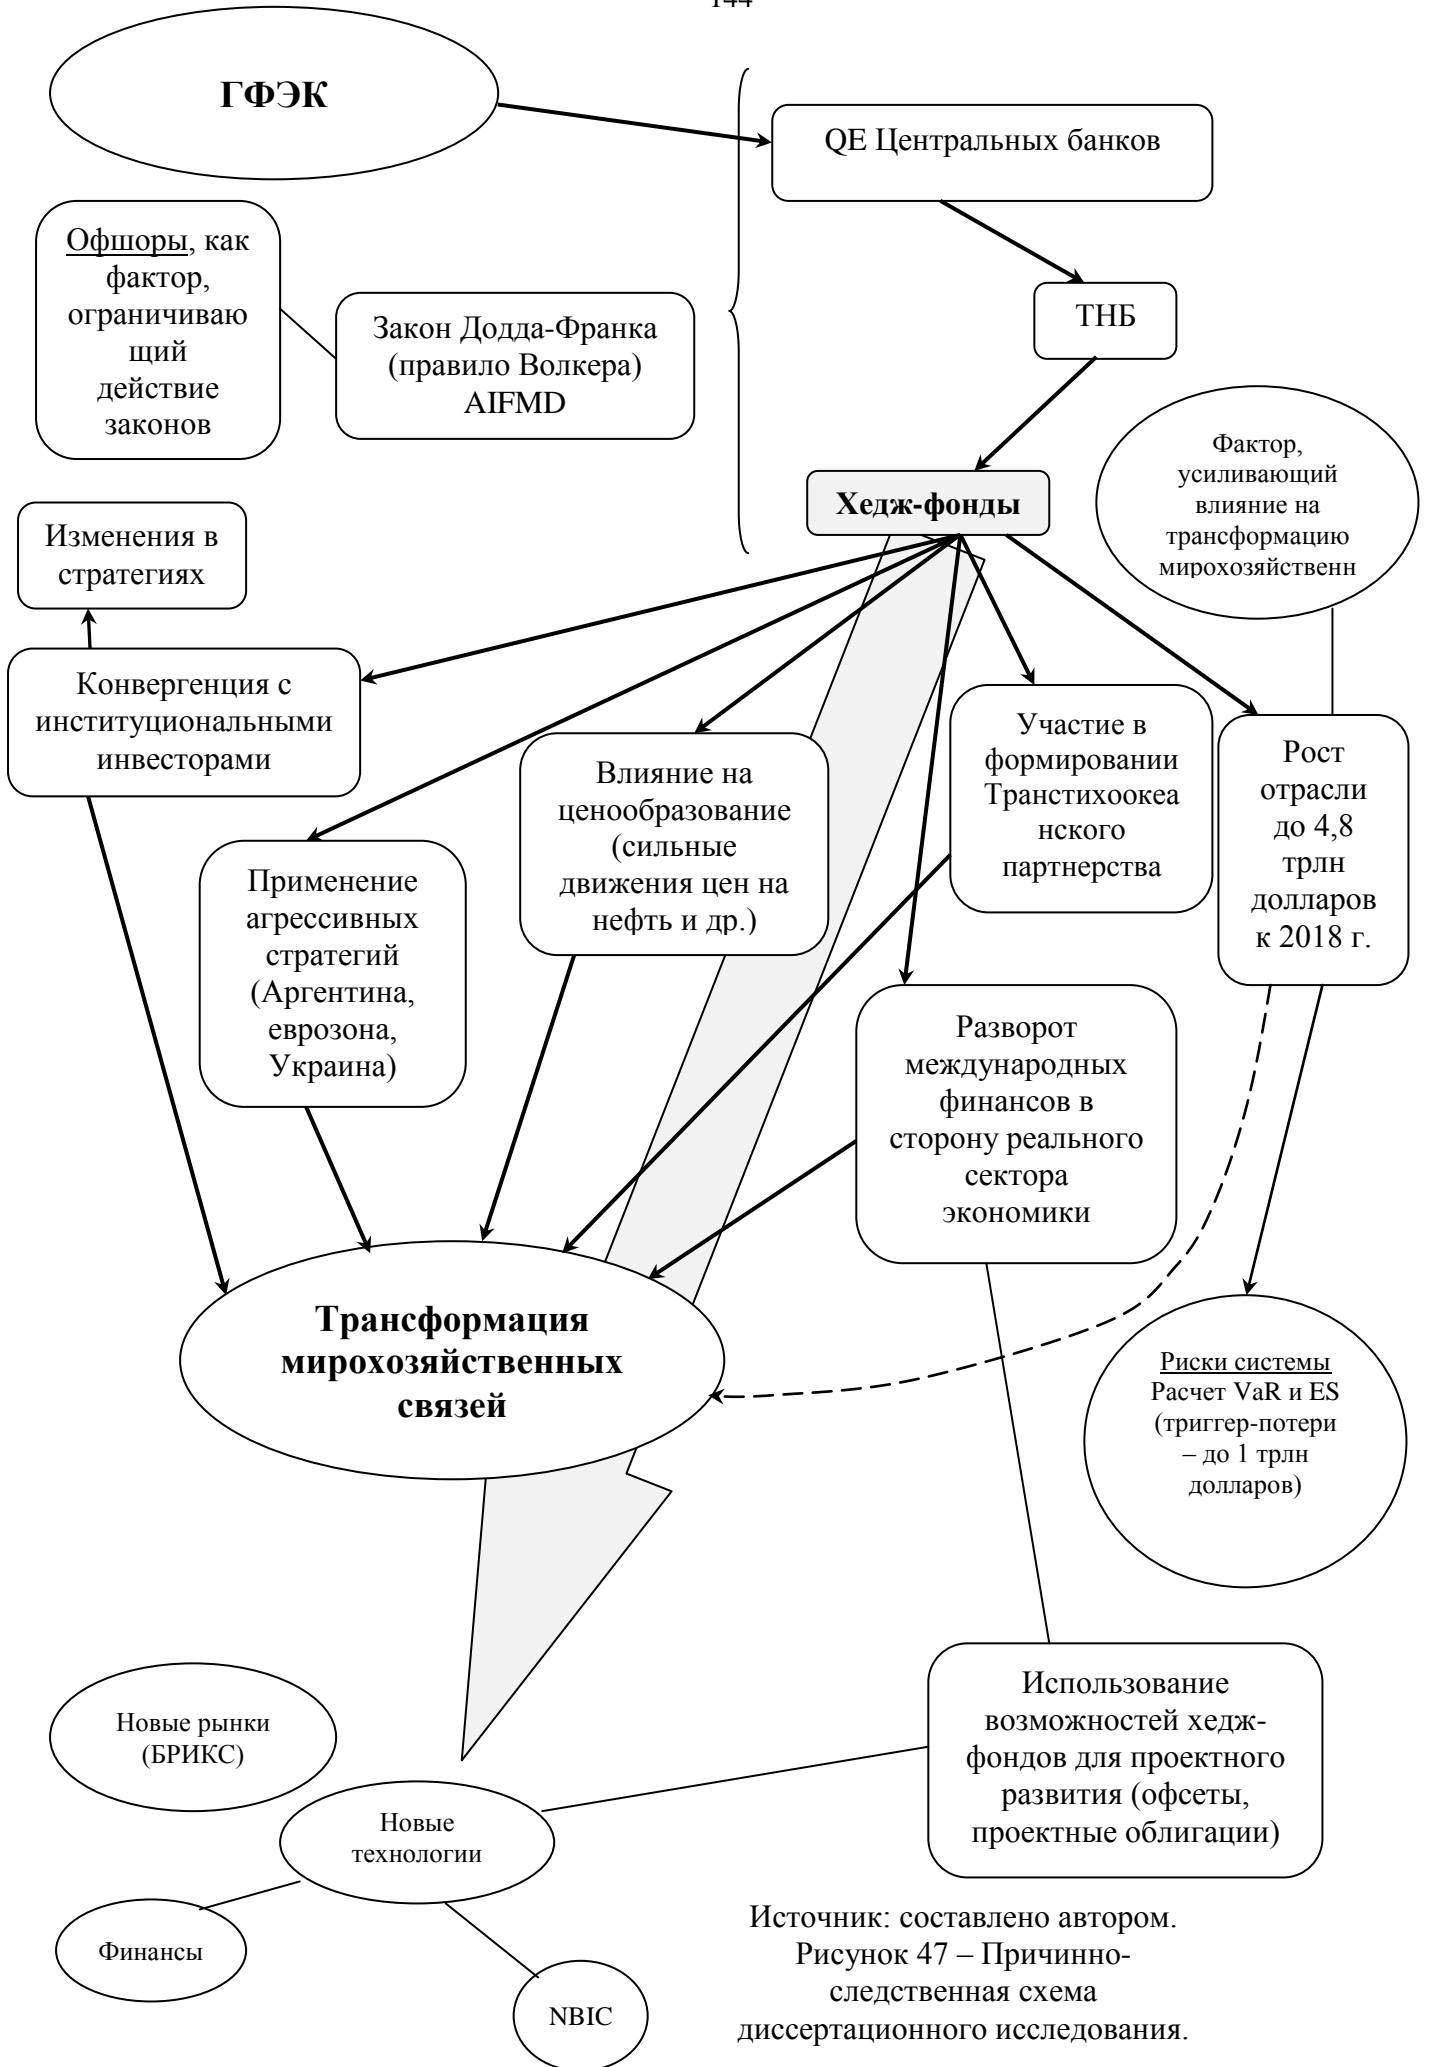 144
ГФЭК
QE Центральных банков
Офшоры, как
фактор,
ограничиваю
щий
действие
законов
Закон Додда-Франка
(правило Волкера)
AIFMD
ТНБ
Фактор,
усиливающий
влияние на
трансформацию
мирохозяйственн
Хедж-фонды
Изменения в
стратегиях
Конвергенция с
институциональными
инвесторами
Применение
агрессивных
стратегий
(Аргентина,
еврозона,
Украина)
Влияние на
ценообразование
(сильные
движения цен на
нефть и др.)
Участие в
формировании
Транстихоокеа
нского
партнерства
Рост
отрасли
до 4,8
трлн
долларов
к 2018 г.
Разворот
международных
финансов в
сторону реального
сектора
экономики
Трансформация
мирохозяйственных
связей
Риски системы
Расчет VaR и ES
(триггер-потери
– до 1 трлн
долларов)
Использование
возможностей хедж-
фондов для проектного
развития (офсеты,
проектные облигации)
Новые рынки
(БРИКС)
Новые
технологии
Финансы
NBIC
Источник: составлено автором.
Рисунок 47 – Причинно-
следственная схема
диссертационного исследования.